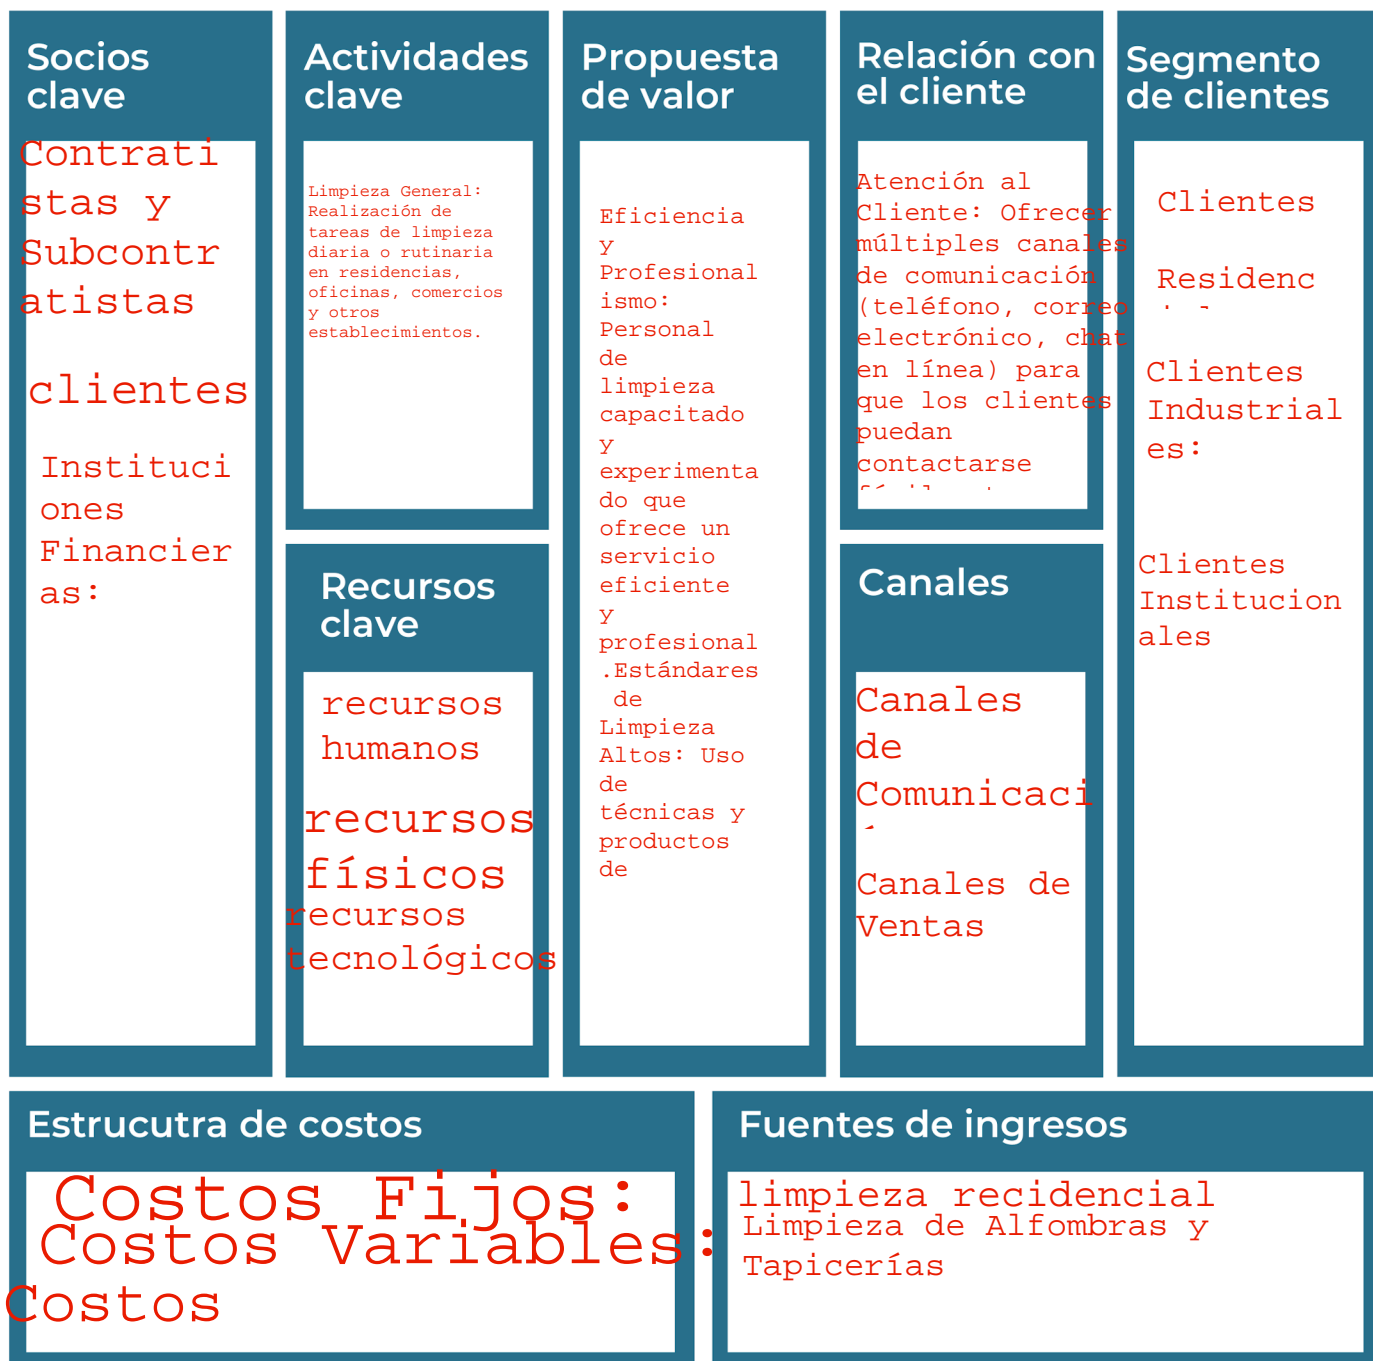 Socios
clave
Contrati
stas y
Subcontr
atistas
clientes
Instituci
ones
Financier
as:
Actividades
clave
Limpieza General:
Realización de
tareas de limpieza
diaria o rutinaria
en residencias,
oficinas, comercios
y otros
establecimientos.
Recursos
clave
recursos
humanos
recursos
físicos
recursos
tecnológicos
Propuesta
de valor
Eficiencia
y
Profesional
ismo:
Personal
de
limpieza
capacitado
y
experimenta
do que
ofrece un
servicio
eficiente
y
profesional
.Estándares
de
Limpieza
Altos: Uso
de
técnicas y
productos
de
Relación con
el cliente
Atención al
Cliente: Ofrecer
múltiples canales
de comunicación
(teléfono, correo
electrónico, chat
en línea) para
que los clientes
puedan
contactarse
Canales
Canales
de
Comunicaci
Canales de
Ventas
Segmento
de clientes
Clientes
Residenc
Clientes
Industrial
es:
Clientes
Institucion
ales
Estrucutra de costos
Costos Fijos:
Costos Variables:
Costos
Fuentes de ingresos
limpieza recidencial
Limpieza de Alfombras y
Tapicerías